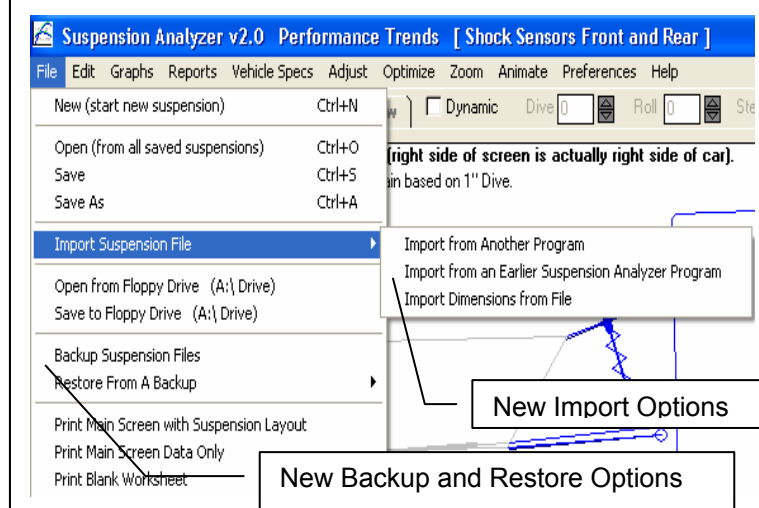 Suspension Analyzer v2.0 Performance Trends [ Shock Sensors Front and Rear ]
File Edit Graphs Reports Vehicle Specs Adjust Optimize Zoom Animate Preferences Help
New (start new suspension) Ctrl+N
Dynamic Dive 0 Roll 0
Open (from all saved suspensions) Ctrl+O
(right side of screen is actually right side of car).
Save Ctrl+S
based on 1" Dive.
Save As Ctrl+A
Import Suspension File
Import from Another Program
Import from an Earlier Suspension Analyzer Program
Import Dimensions from File
Open from Floppy Drive (A:\ Drive)
Save to Floppy Drive (A:\ Drive)
Backup Suspension Files
Restore From A Backup
New Import Options
Print Main Screen with Suspension Layout
Print Main Screen Data Only
Print Blank Worksheet
New Backup and Restore Options